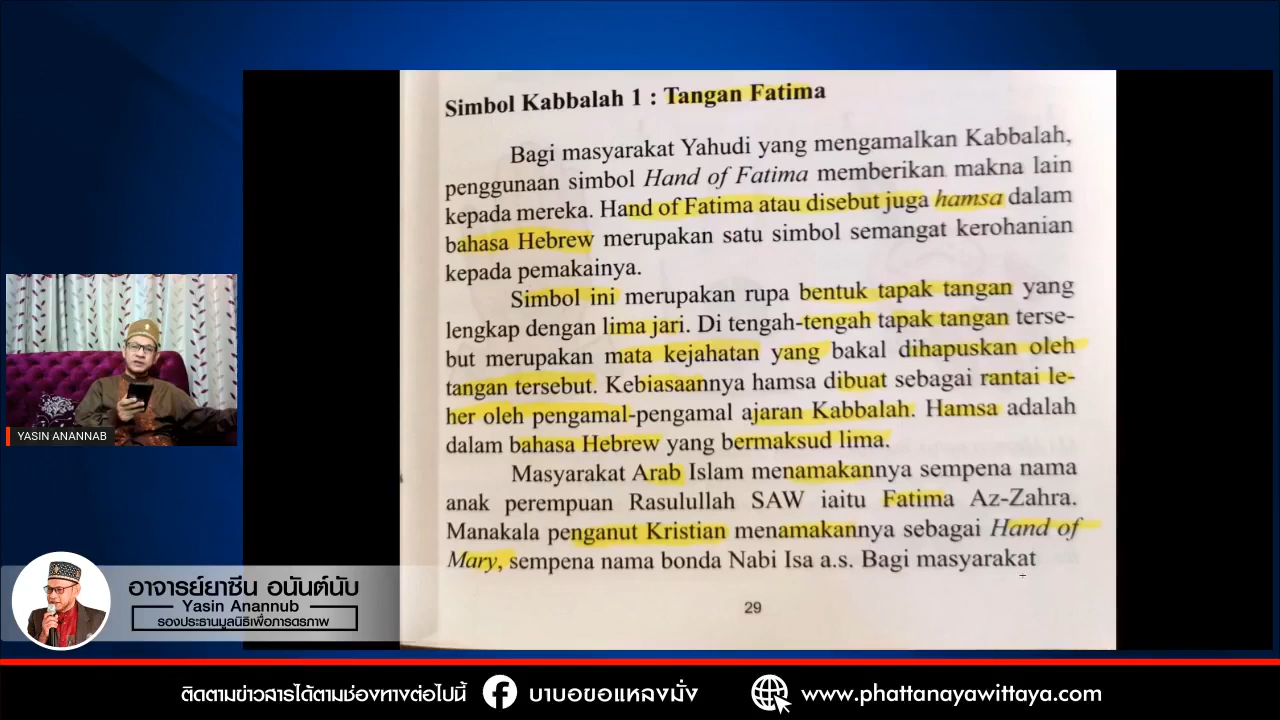 Simbol Kabbalah 1 : Tangan Fatima
Bagi masyarakat Yahudi yang mengamalkan Kabbalah,
penggunaan simbol Hand of Fatima memberikan makna lain
kepada mereka. Hand of Fatima atau disebut juga hamsa dalam
bahasa Hebrew merupakan satu simbol semangat kerohanian
kepada pemakainya.
Simbol ini merupakan rupa bentuk tapak tangan yang
lengkap dengan lima jari. Di tengah-tengah tapak tangan terse-
but merupakan mata kejahatan yang bakal dihapuskan oleh
tangan tersebut. Kebiasaannya hamsa dibuat sebagai rantai le-
her oleh pengamal-pengamal ajaran Kabbalah. Hamsa adalah
dalam bahasa Hebrew yang bermaksud lima.
Masyarakat Arab Islam menamakannya sempena nama
anak perempuan Rasulullah SAW iaitu Fatima Az-Zahra.
Manakala penganut Kristian menamakannya sebagai Hand of
Mary, sempena nama bonda Nabi Isa a.s. Bagi masyarakat
29
YASIN ANANNAB
อาจารย์ยาซีน อนันต์นับ
Yasin Anannub
รองประธานมูลนิธิเพื่อการดรภาพ
ติดตามข่าวสารได้ตามช่องทางต่อไปนี้
บาบอขอแหลงมั่ง
www.phattanayawittaya.com